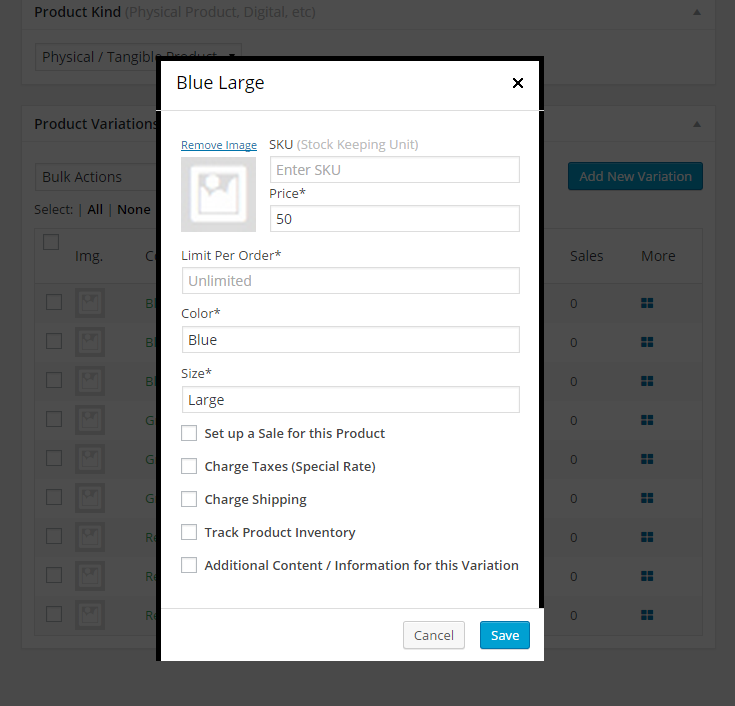 Product Kind (Physical Product, Digital, etc)
Physical / Tangible Product
Blue Large
Product Variations
Remove Image SKU (Stock Keeping Unit)
Enter SKU
Bulk Actions
Add New Variation
Price*
Select: | All | None
50
Img.
Limit Per Order*
Sales More
Unlimited
0
Color*
Blue
0
Size*
0
Large
0
Set up a Sale for this Product
0
Charge Taxes (Special Rate)
0
Charge Shipping
0
Track Product Inventory
0
Additional Content / Information for this Variation
0
Cancel Save